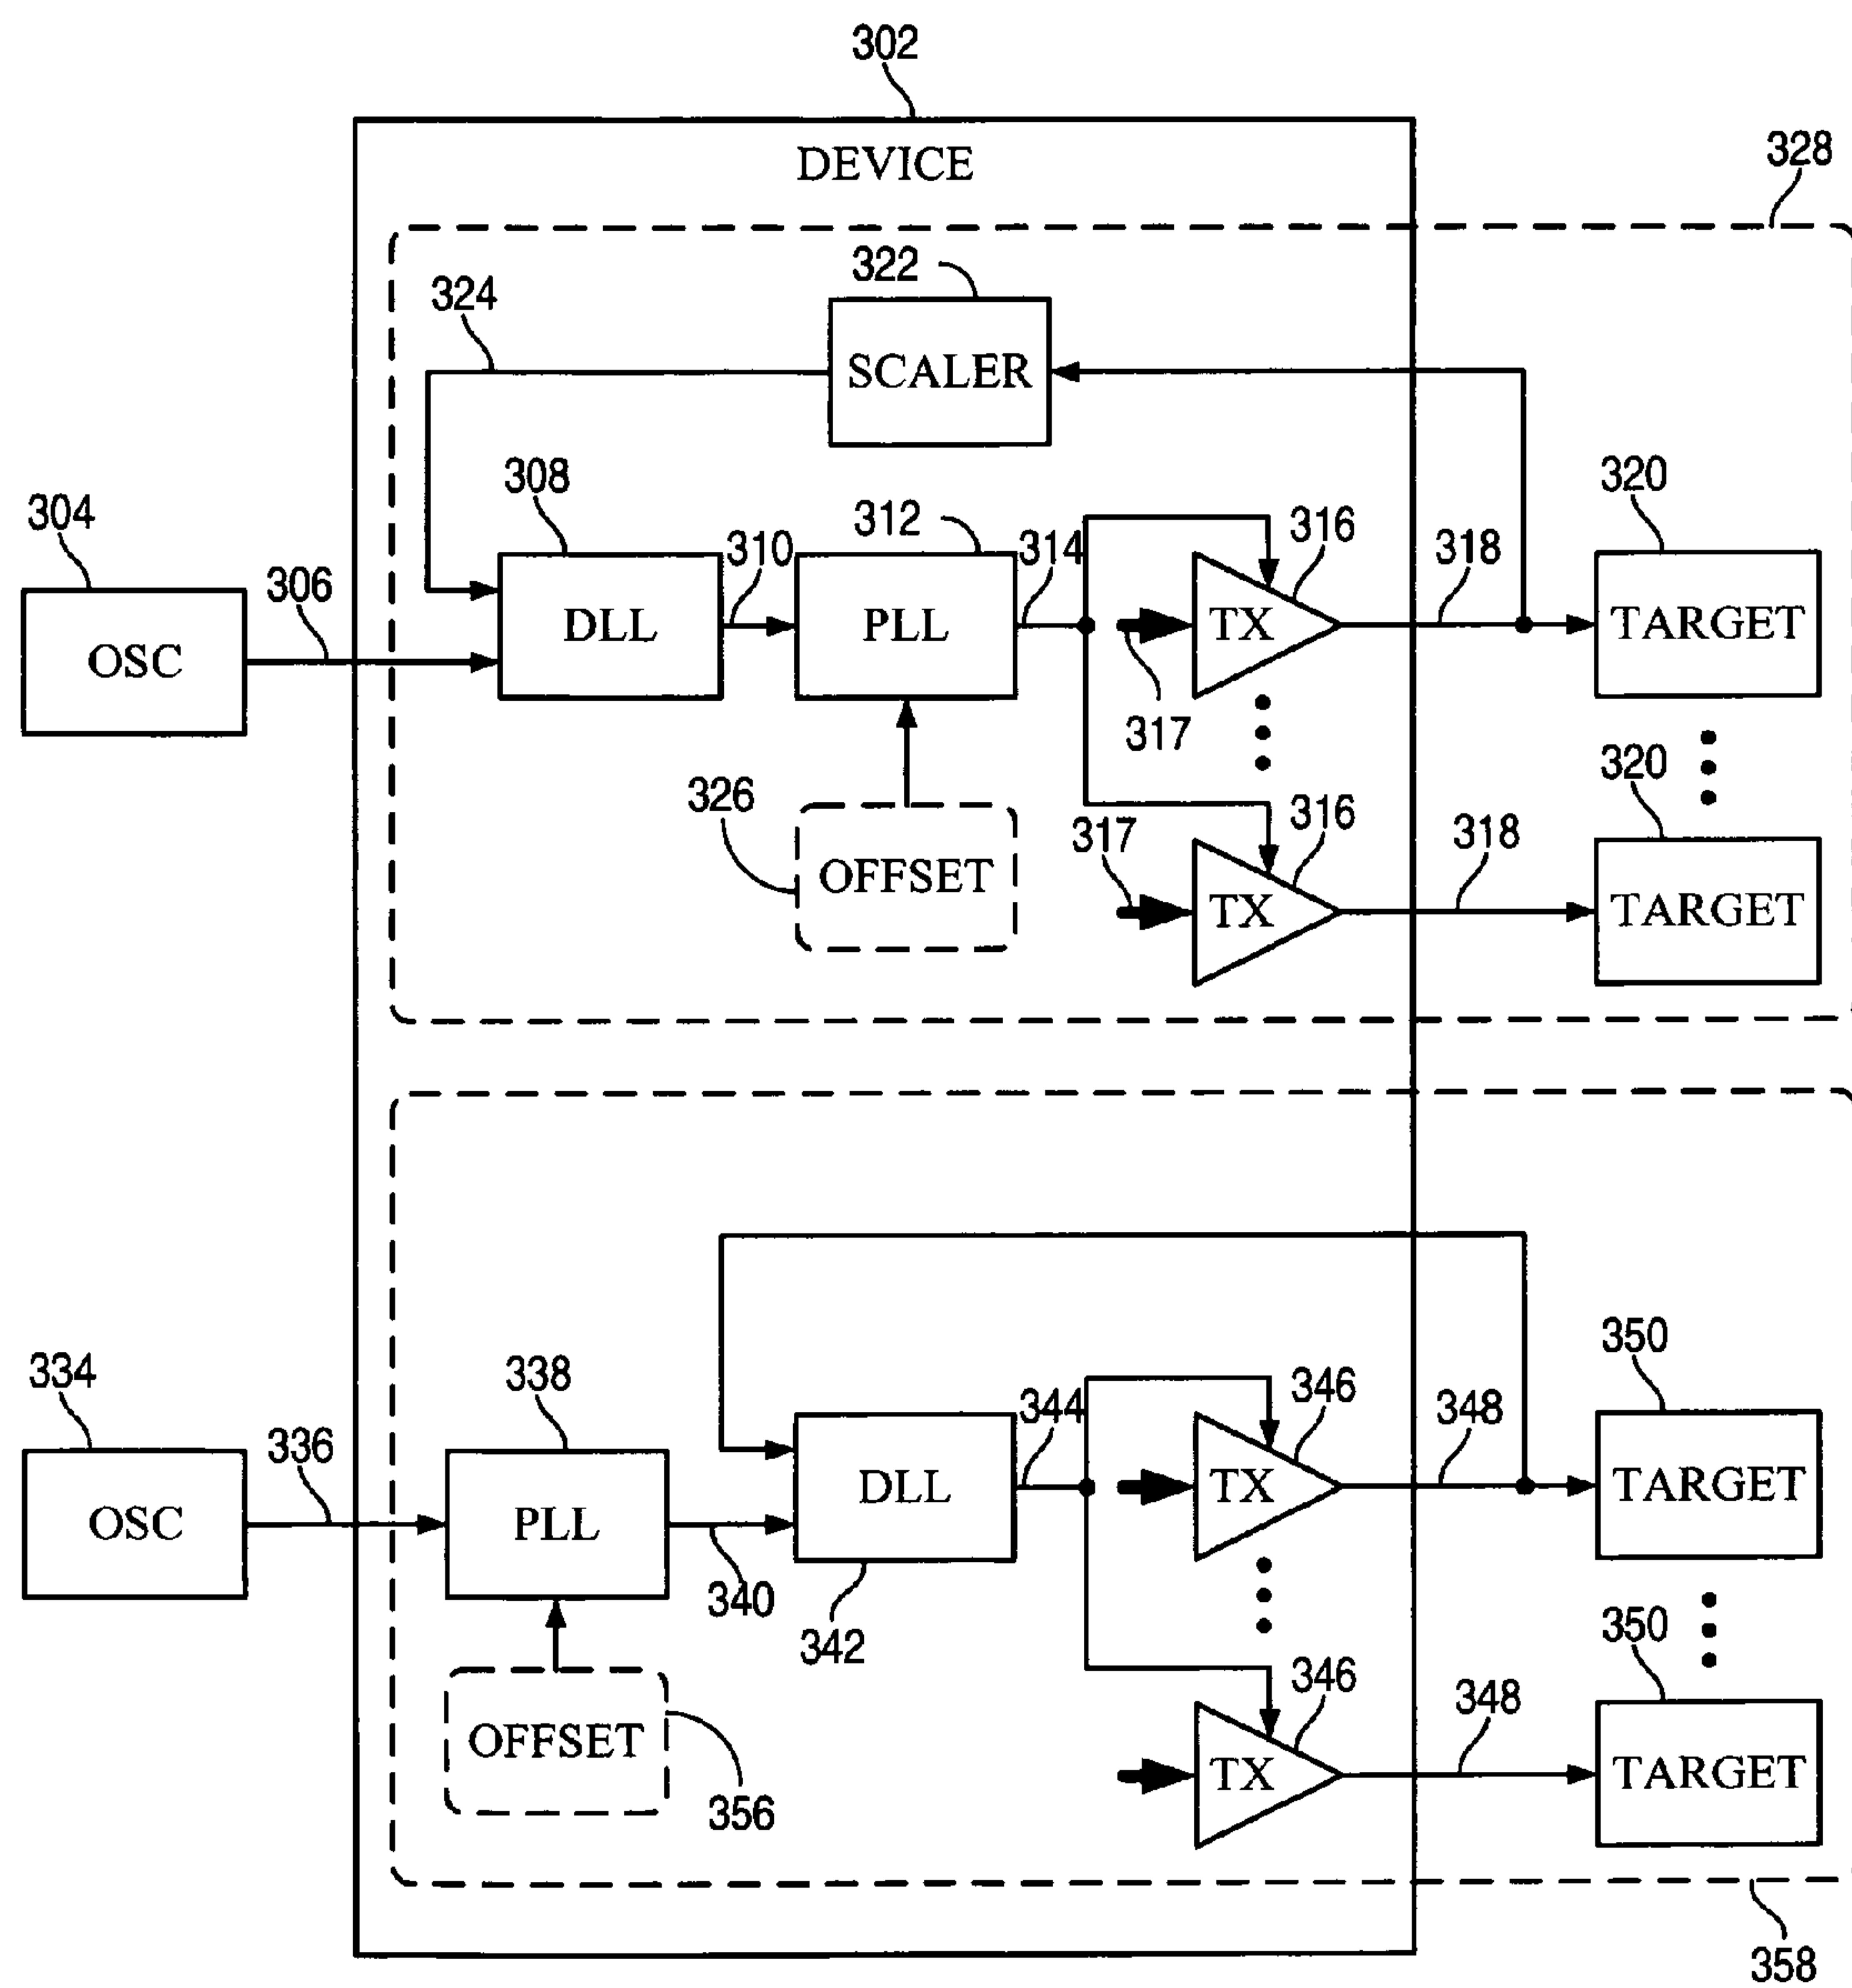 302
DEVICE
328
322
324
SCALER
308
312
320
304
310
314
316
318
306
OSC
DLL
PLL
TX
TARGET
317
320
326
317
316
318
OFFSET
TX
TARGET
350
334
338
346
348
336
344
OSC
PLL
DLL
TX
TARGET
340
342
350
346
348
OFFSET
TX
TARGET
356
358